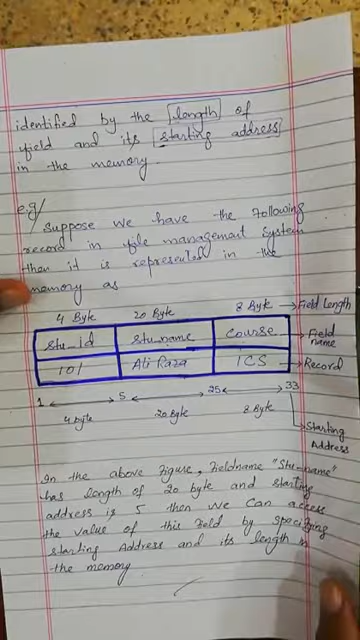 identified by the length of
field and its starting address
in the memory.
e.g/
Suppose we have the following
record in file management system
then it is represented in the
memory as
4 Byte 20 Byte 8 Byte → Field Length
Stu_id Stu_name Course → Field name
101 Ali Raza ICS → Record
1 5 25 33
4 Byte 20 Byte 8 Byte
Starting Address
In the above figure, Fieldname "Stu-name"
has length of 20 byte and starting
address is 5 then we can access
the value of this field by specifying
starting Address and its length in
the memory